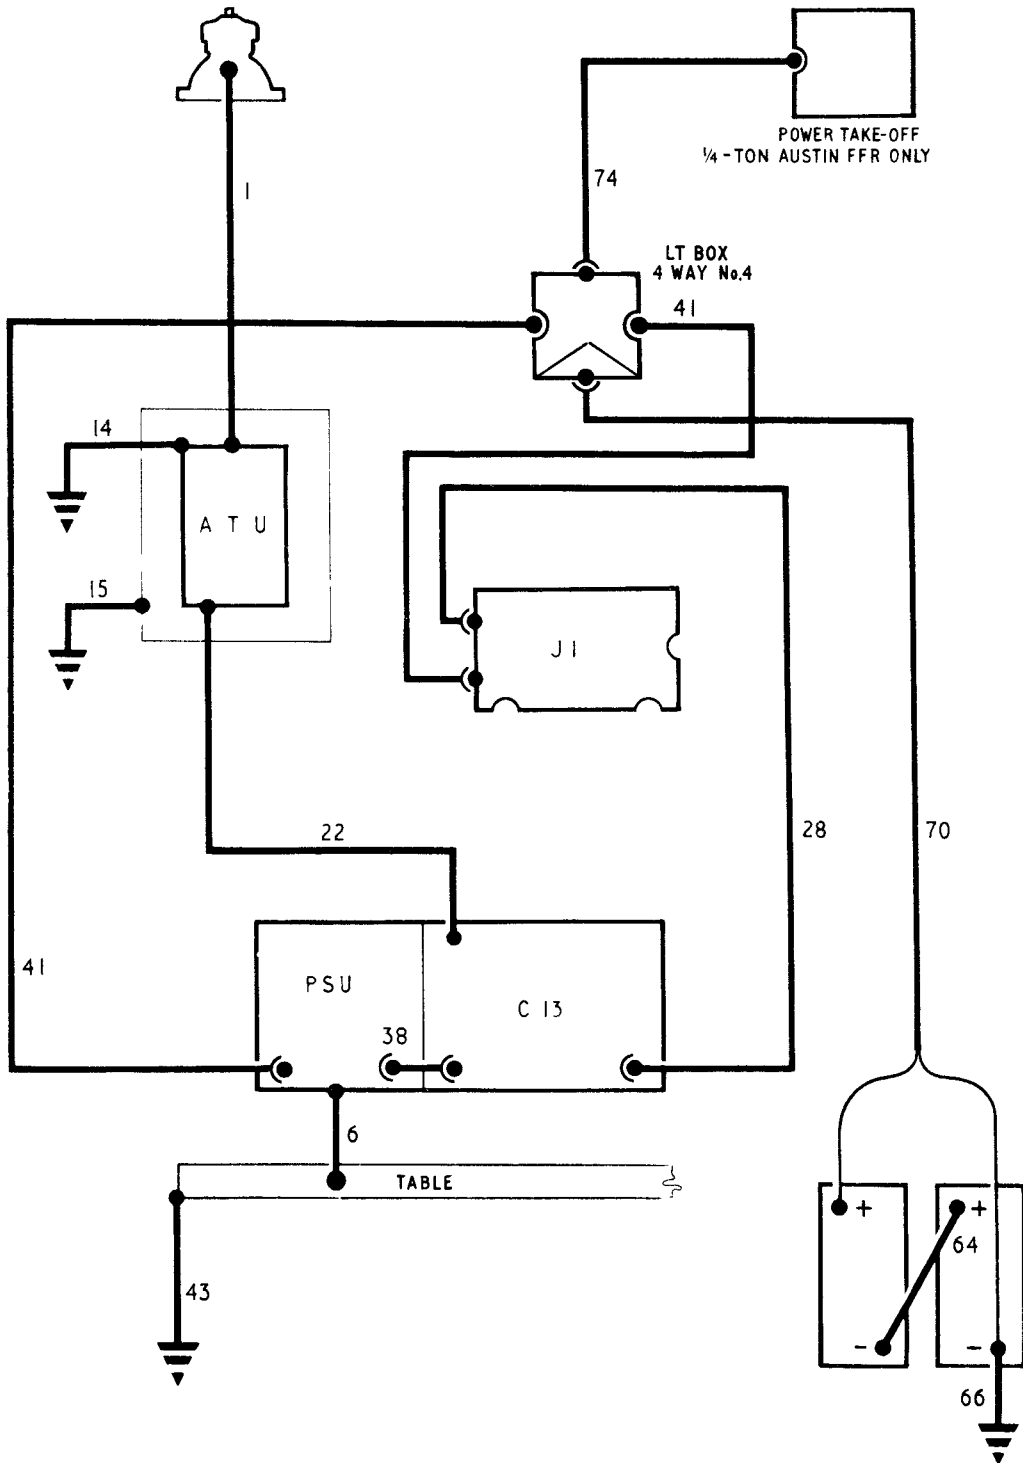 POWER TAKE-OFF
¼-TON AUSTIN FFR ONLY
74
1
LT BOX
4 WAY No.4
41
14
A T U
15
J1
22
28
70
41
PSU
C 13
38
6
TABLE
+
+
64
43
-
-
66